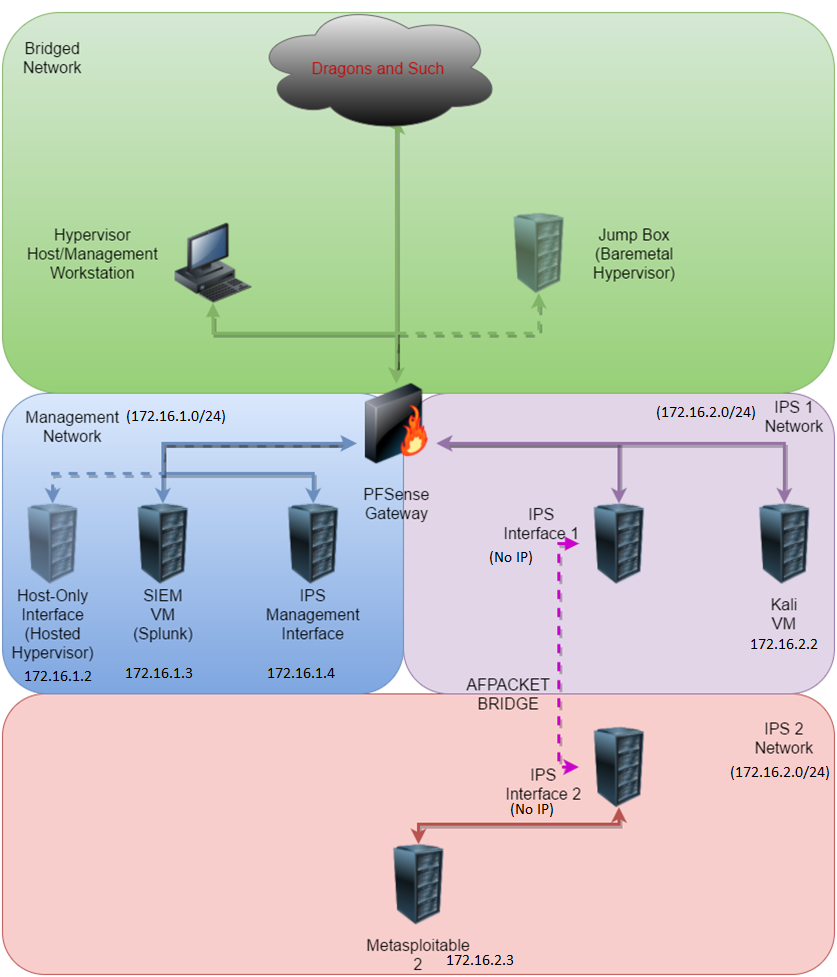 Bridged
Network
Dragons and Such
Hypervisor
Host/Management
Workstation
Jump Box
(Baremetal
Hypervisor)
Management (172.16.1.0/24)
Network
(172.16.2.0/24)
IPS 1
Network
PFSense
Gateway
IPS
Interface 1
(No IP)
Host-Only
Interface
(Hosted
Hypervisor)
172.16.1.2
SIEM
VM
(Splunk)
172.16.1.3
IPS
Management
Interface
172.16.1.4
Kali
VM
172.16.2.2
AFPACKET
BRIDGE
IPS 2
Network
(172.16.2.0/24)
IPS
Interface 2
(No IP)
Metasploitable
2
172.16.2.3